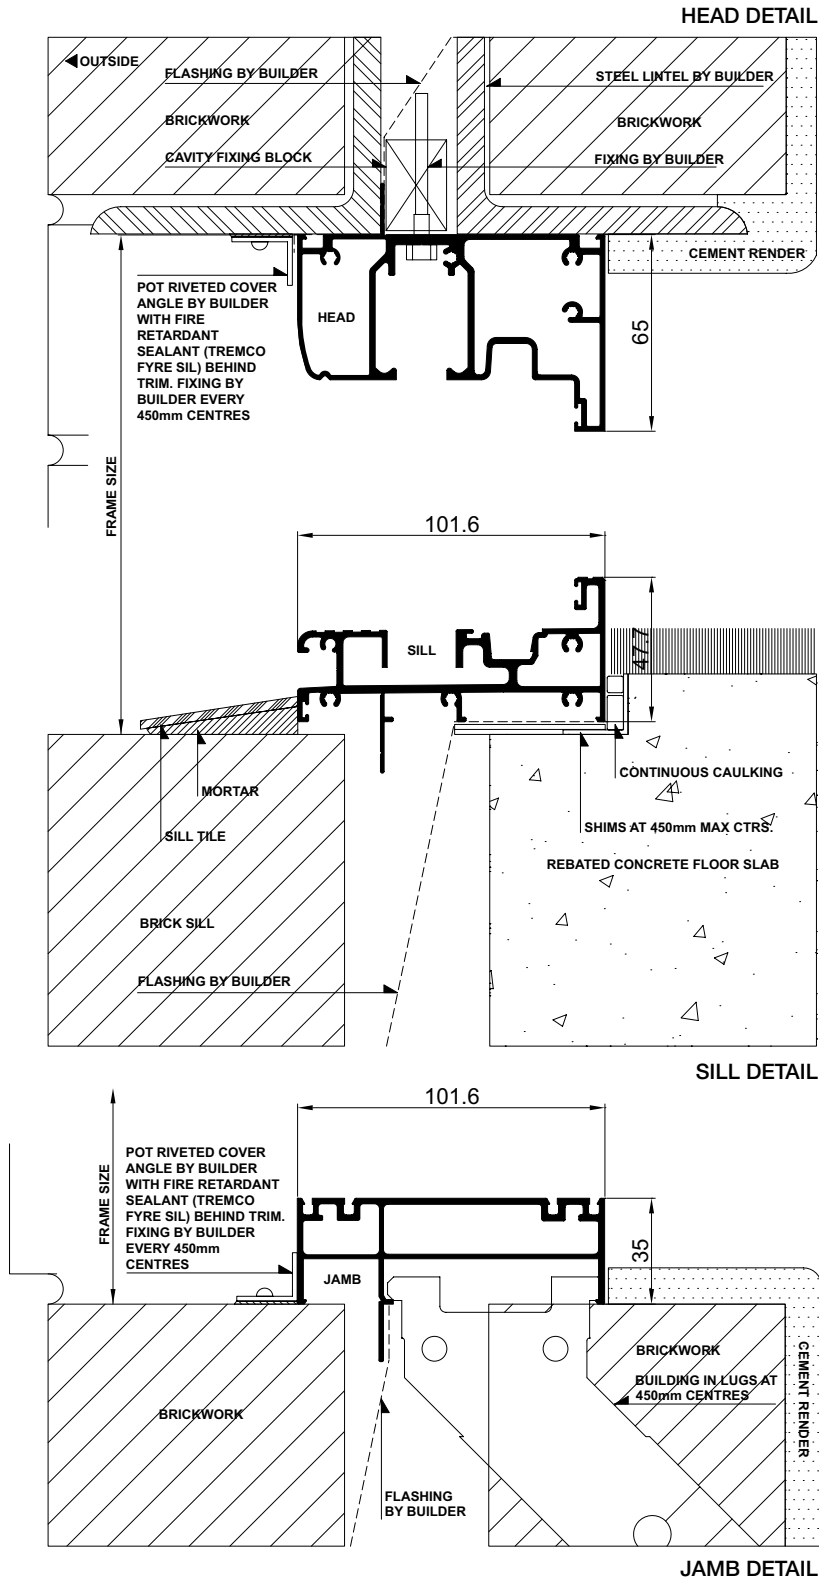 HEAD DETAIL
OUTSIDE
FLASHING BY BUILDER
STEEL LINTEL BY BUILDER
BRICKWORK
BRICKWORK
CAVITY FIXING BLOCK
FIXING BY BUILDER
CEMENT RENDER
POT RIVETED COVER
ANGLE BY BUILDER
WITH FIRE
RETARDANT
SEALANT (TREMCO
FYRE SIL) BEHIND
TRIM. FIXING BY
BUILDER EVERY
450mm CENTRES
HEAD
65
FRAME SIZE
101.6
SILL
47.7
MORTAR
SILL TILE
CONTINUOUS CAULKING
SHIMS AT 450mm MAX CTRS.
REBATED CONCRETE FLOOR SLAB
BRICK SILL
FLASHING BY BUILDER
SILL DETAIL
101.6
FRAME SIZE
POT RIVETED COVER
ANGLE BY BUILDER
WITH FIRE RETARDANT
SEALANT (TREMCO
FYRE SIL) BEHIND TRIM.
FIXING BY BUILDER
EVERY 450mm
CENTRES
35
JAMB
BRICKWORK
BUILDING IN LUGS AT
450mm CENTRES
CEMENT RENDER
BRICKWORK
FLASHING
BY BUILDER
JAMB DETAIL